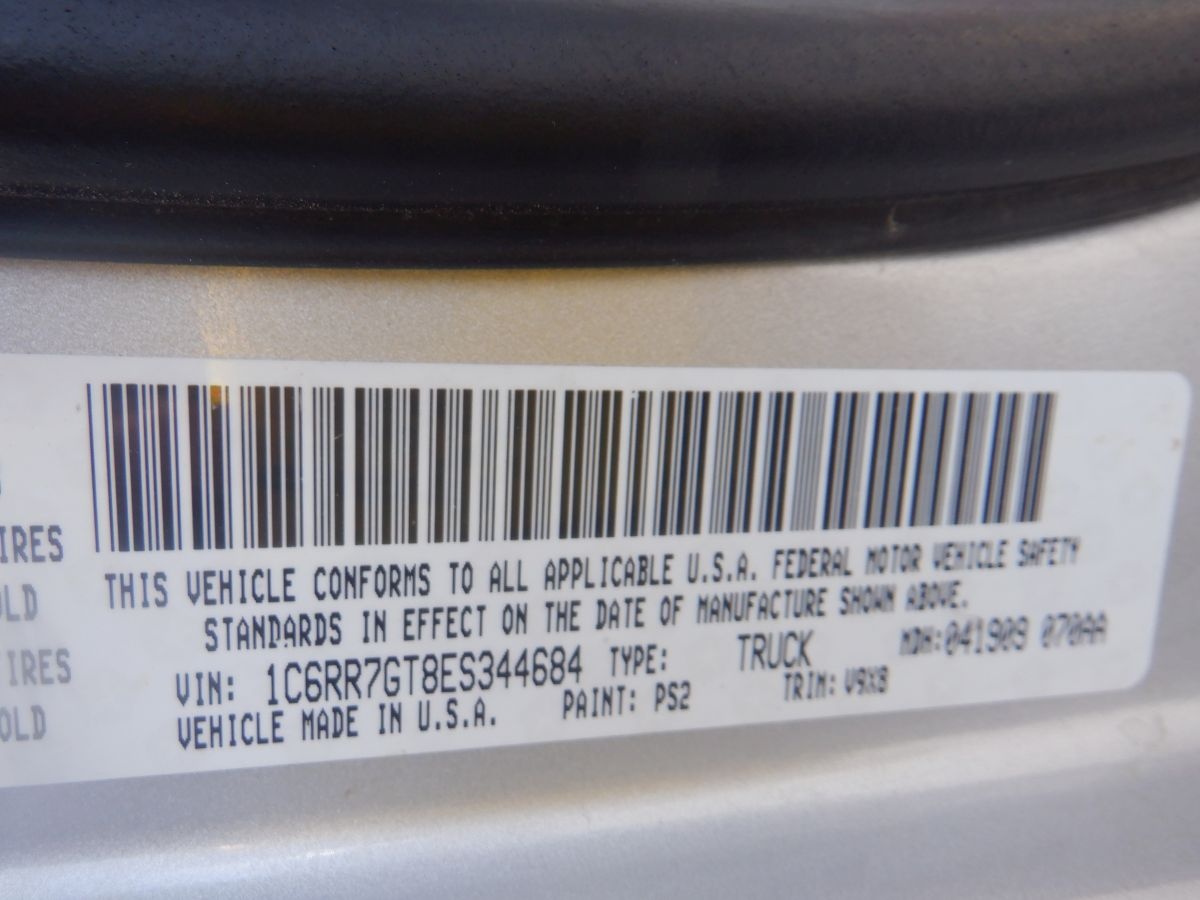 IRES
OLD
IRES
OLD
THIS VEHICLE CONFORMS TO ALL APPLICABLE U.S.A. FEDERAL MOTOR VEHICLE SAFETY
STANDARDS IN EFFECT ON THE DATE OF MANUFACTURE SHOWN ABOVE.
VIN: 1C6RR7GT8ES344684 TYPE: TRUCK MDH:041909 070AA
VEHICLE MADE IN U.S.A. PAINT: PS2 TRIM: V9X8